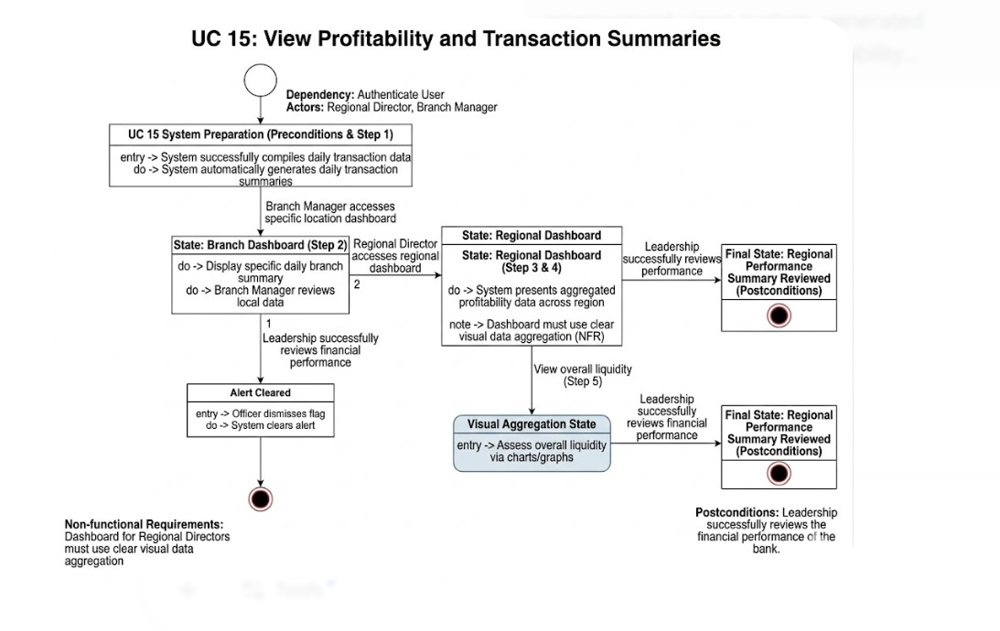 UC 15: View Profitability and Transaction Summaries
Dependency: Authenticate User
Actors: Regional Director, Branch Manager
UC 15 System Preparation (Preconditions & Step 1)
entry -> System successfully compiles daily transaction data
do -> System automatically generates daily transaction
summaries
Branch Manager accesses
specific location dashboard
State: Branch Dashboard (Step 2)
do -> Display specific daily branch
summary
do -> Branch Manager reviews
local data
Regional Director
accesses regional
dashboard
2
State: Regional Dashboard
State: Regional Dashboard
(Step 3 & 4)
do -> System presents aggregated
profitability data across region
note -> Dashboard must use clear
visual data aggregation (NFR)
Leadership
successfully reviews
performance
Final State: Regional
Performance
Summary Reviewed
(Postconditions)
1
Leadership successfully
reviews financial
performance
Alert Cleared
entry -> Officer dismisses flag
do -> System clears alert
View overall liquidity
(Step 5)
Visual Aggregation State
entry -> Assess overall liquidity
via charts/graphs
Leadership
successfully
reviews financial
performance
Final State: Regional
Performance
Summary Reviewed
(Postconditions)
Non-functional Requirements:
Dashboard for Regional Directors
must use clear visual data
aggregation
Postconditions: Leadership
successfully reviews the
financial performance of the
bank.
Tools